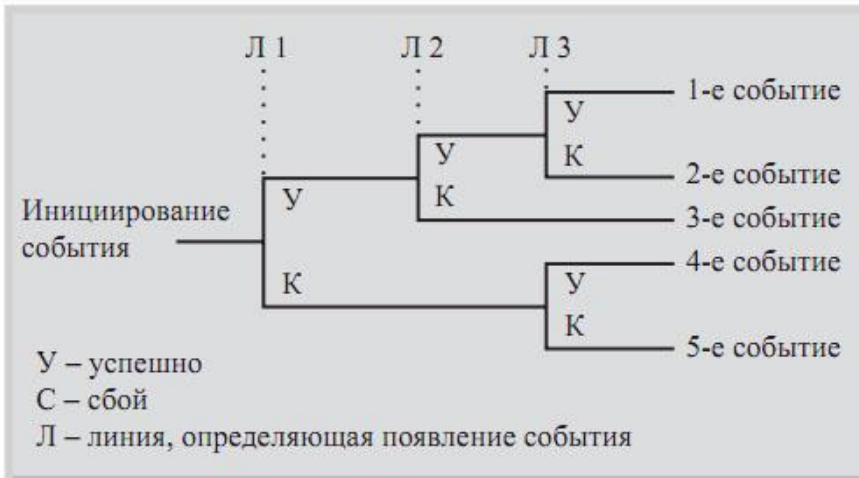 Л 1 Л 2 Л 3
1-е событие
У
У К
2-е событие
Инициирование У К
3-е событие
события
4-е событие
К У
К
5-е событие
У – успешно
С – сбой
Л – линия, определяющая появление события